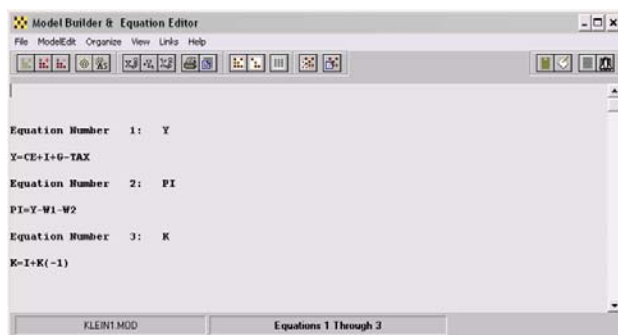 Model Builder & Equation Editor
File ModelEdit Organize View Links Help
Equation Number 1: Y
Y=CE+I+G-TAX
Equation Number 2: PI
PI=Y-W1-W2
Equation Number 3: K
K=I+K(-1)
KLEIN1.MOD Equations 1 Through 3